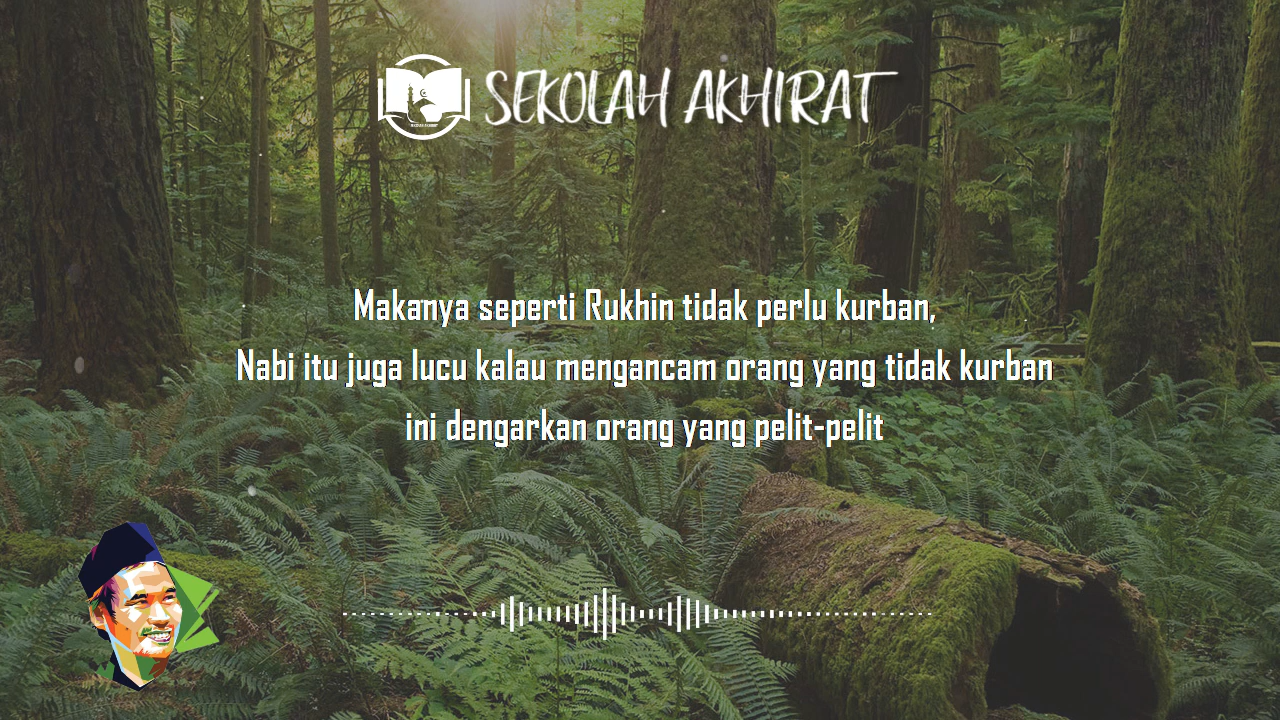 SEKOLAH AKHIRAT
Makanya seperti Rukhin tidak perlu kurban,
Nabi itu juga lucu kalau mengancam orang yang tidak kurban
ini dengarkan orang yang pelit-pelit